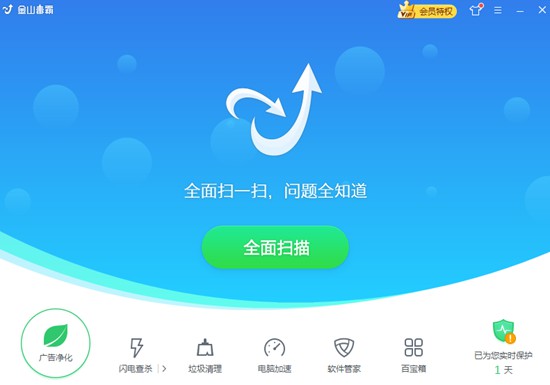 金山毒霸
VIP 会员特权
全面扫一扫，问题全知道
全面扫描
广告净化
闪电查杀
垃圾清理
电脑加速
软件管家
百宝箱
已为您实时保护
1 天